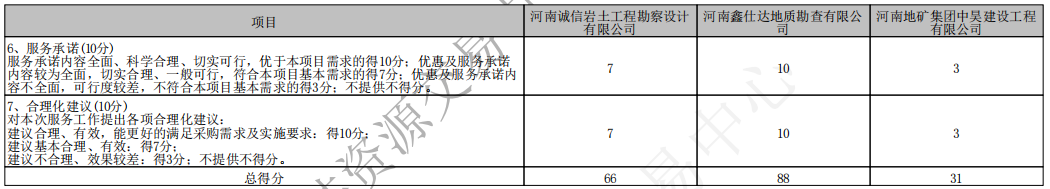 项目 河南诚信岩土工程勘察设计有限公司 河南鑫仕达地质勘查有限公司 河南地矿集团中昊建设工程有限公司
6、服务承诺(10分)
服务承诺内容全面、科学合理、切实可行，优于本项目需求的得10分；优惠及服务承诺
内容较为全面，切实合理、一般可行，符合本项目基本需求的得7分；优惠及服务承诺内
容不全面，可行度较差，不符合本项目基本需求的得3分；不提供不得分。
7 10 3
7、合理化建议(10分)
对本次服务工作提出各项合理化建议：
建议合理、有效，能更好的满足采购需求及实施要求：得10分；
建议基本合理、有效：得7分；
建议不合理、效果较差：得3分；不提供不得分。
7 10 3
总得分 66 88 31
资源交易
易中心